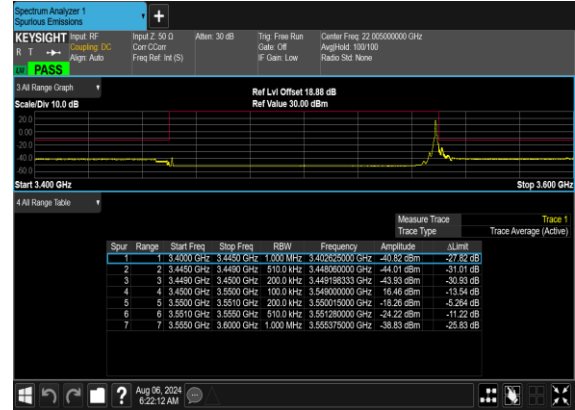 Spectrum Analyzer 1
Spurious Emissions
+
KEYSIGHT Input: RF Input Z: 50 Ω Atten: 30 dB Trig: Free Run Center Freq: 22.005000000 GHz
R T Coupling: DC Corr CCorr Gate: Off Avg|Hold: 100/100
Align: Auto Freq Ref: Int (S) IF Gain: Low Radio Std: None
PASS
3 All Range Graph
Ref Lvl Offset 18.88 dB
Scale/Div 10.0 dB Ref Value 30.00 dBm
20.0
0.00
-20.0
-40.0
-60.0
Start 3.400 GHz Stop 3.600 GHz
4 All Range Table
Measure Trace Trace 1
Trace Type Trace Average (Active)
Spur Range Start Freq Stop Freq RBW Frequency Amplitude ΔLimit
1 1 3.4000 GHz 3.4450 GHz 1.000 MHz 3.402625000 GHz -40.82 dBm -27.82 dB
2 2 3.4450 GHz 3.4490 GHz 510.0 kHz 3.448060000 GHz -44.01 dBm -31.01 dB
3 3 3.4490 GHz 3.4500 GHz 200.0 kHz 3.449198333 GHz -43.93 dBm -30.93 dB
4 4 3.4500 GHz 3.5500 GHz 100.0 kHz 3.549000000 GHz 16.46 dBm -13.54 dB
5 5 3.5500 GHz 3.5510 GHz 200.0 kHz 3.550015000 GHz -18.26 dBm -5.264 dB
6 6 3.5510 GHz 3.5550 GHz 510.0 kHz 3.551280000 GHz -24.22 dBm -11.22 dB
7 7 3.5550 GHz 3.6000 GHz 1.000 MHz 3.555375000 GHz -38.83 dBm -25.83 dB
? Aug 06, 2024
6:22:12 AM